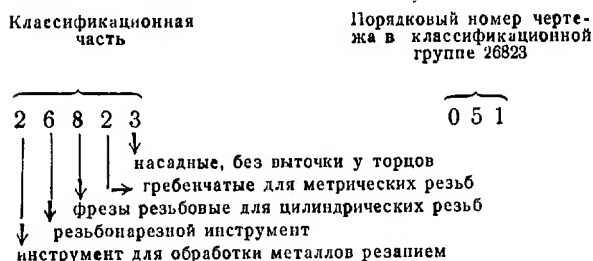 Классификационная
часть
Порядковый номер черте-
жа в классификационной
группе 26823
2 6 8 2 3
0 5 1
насадные, без выточки у торцов
гребенчатые для метрических резьб
фрезы резьбовые для цилиндрических резьб
резьбонарезной инструмент
инструмент для обработки металлов резанием